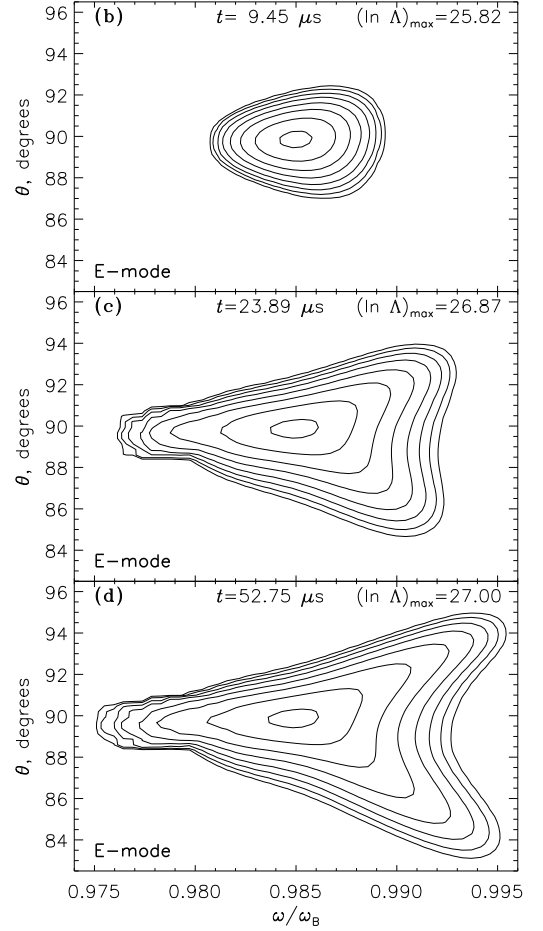 (b) t= 9.45 μs (ln Λ)max=25.82
96
94
92
90
88
86
84
θ, degrees
E-mode
(c) t=23.89 μs (ln Λ)max=26.87
96
94
92
90
88
86
84
θ, degrees
E-mode
(d) t=52.75 μs (ln Λ)max=27.00
96
94
92
90
88
86
84
θ, degrees
E-mode
0.975 0.980 0.985 0.990 0.995
ω/ωB